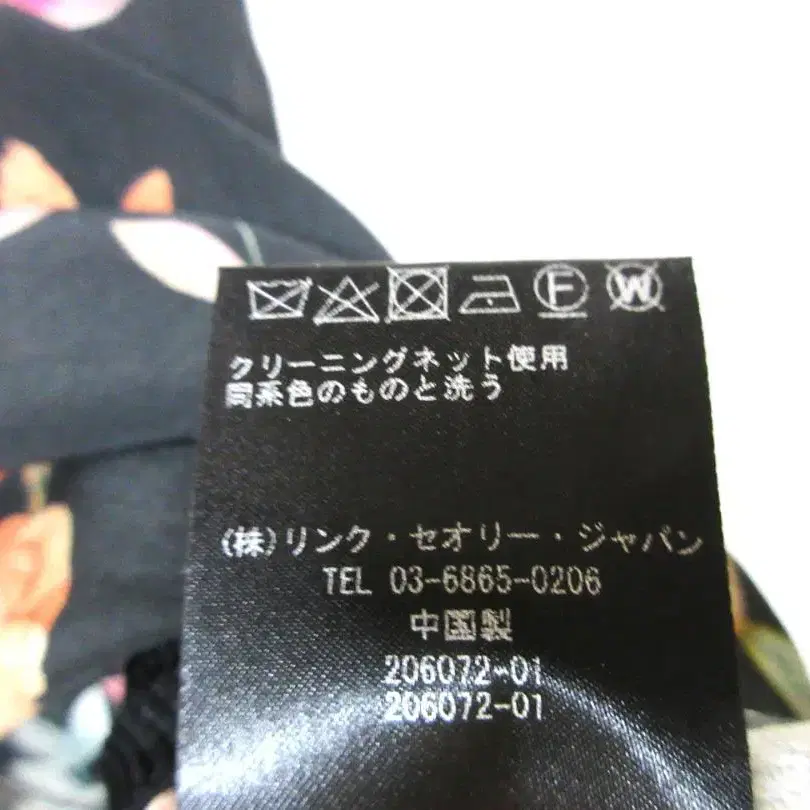 F W
クリーニングネット使用
同系色のものと洗う
(株)リンク・セオリー・ジャパン
TEL 03-6865-0206
中国製
206072-01
206072-01